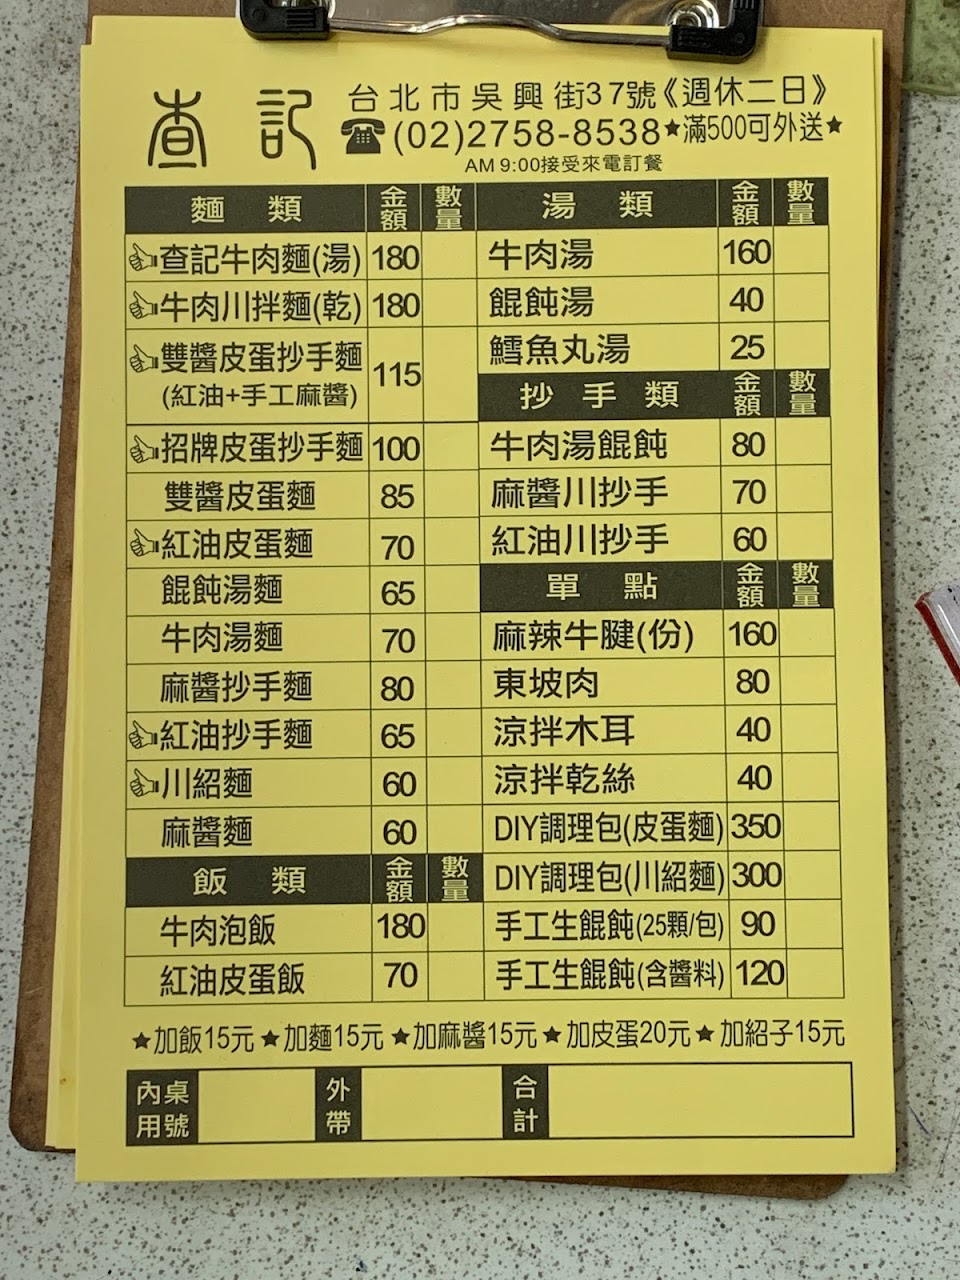 查記
台北市吳興街37號《週休二日》
☎(02)2758-8538★滿500可外送★
AM 9:00接受來電訂餐
麵類 金額 數量
查記牛肉麵(湯) 180
牛肉川拌麵(乾) 180
雙醬皮蛋抄手麵 115
(紅油+手工麻醬)
招牌皮蛋抄手麵 100
雙醬皮蛋麵 85
紅油皮蛋麵 70
餛飩湯麵 65
牛肉湯麵 70
麻醬抄手麵 80
紅油抄手麵 65
川紹麵 60
麻醬麵 60
飯類 金額 數量
牛肉泡飯 180
紅油皮蛋飯 70
湯類 金額 數量
牛肉湯 160
餛飩湯 40
鱈魚丸湯 25
抄手類 金額 數量
牛肉湯餛飩 80
麻醬川抄手 70
紅油川抄手 60
單點 金額 數量
麻辣牛腱(份) 160
東坡肉 80
涼拌木耳 40
涼拌乾絲 40
DIY調理包(皮蛋麵) 350
DIY調理包(川紹麵) 300
手工生餛飩(25顆/包) 90
手工生餛飩(含醬料) 120
★加飯15元★加麵15元★加麻醬15元★加皮蛋20元★加紹子15元
內用桌號 外帶 合計